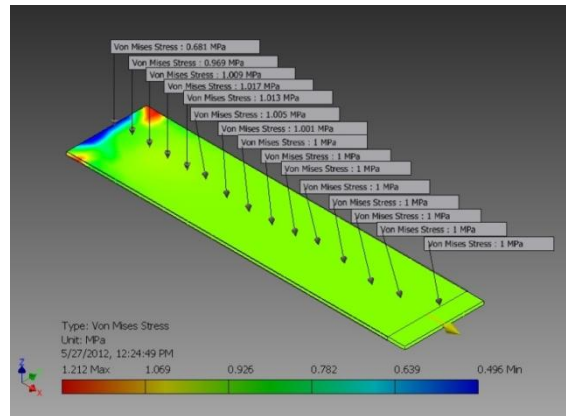 Von Mises Stress : 0.681 MPa
Von Mises Stress : 0.969 MPa
Von Mises Stress : 1.009 MPa
Von Mises Stress : 1.017 MPa
Von Mises Stress : 1.013 MPa
Von Mises Stress : 1.005 MPa
Von Mises Stress : 1.001 MPa
Von Mises Stress : 1 MPa
Von Mises Stress : 1 MPa
Von Mises Stress : 1 MPa
Von Mises Stress : 1 MPa
Von Mises Stress : 1 MPa
Von Mises Stress : 1 MPa
Von Mises Stress : 1 MPa
Von Mises Stress : 1 MPa
Type: Von Mises Stress
Unit: MPa
5/27/2012, 12:24:49 PM
1.212 Max 1.069 0.926 0.782 0.639 0.496 Min
Z
X